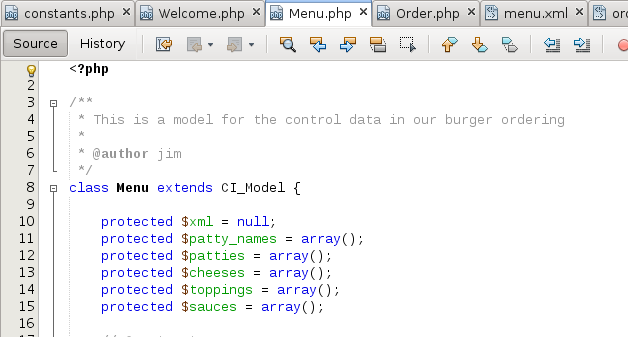 constants.php
Welcome.php
Menu.php
Order.php
menu.xml
Source
History
<?php
2
3 /**
4 * This is a model for the control data in our burger ordering
5 *
6 * @author jim
7 */
8 class Menu extends CI_Model {
9
10 protected $xml = null;
11 protected $patty_names = array();
12 protected $patties = array();
13 protected $cheeses = array();
14 protected $toppings = array();
15 protected $sauces = array();
16